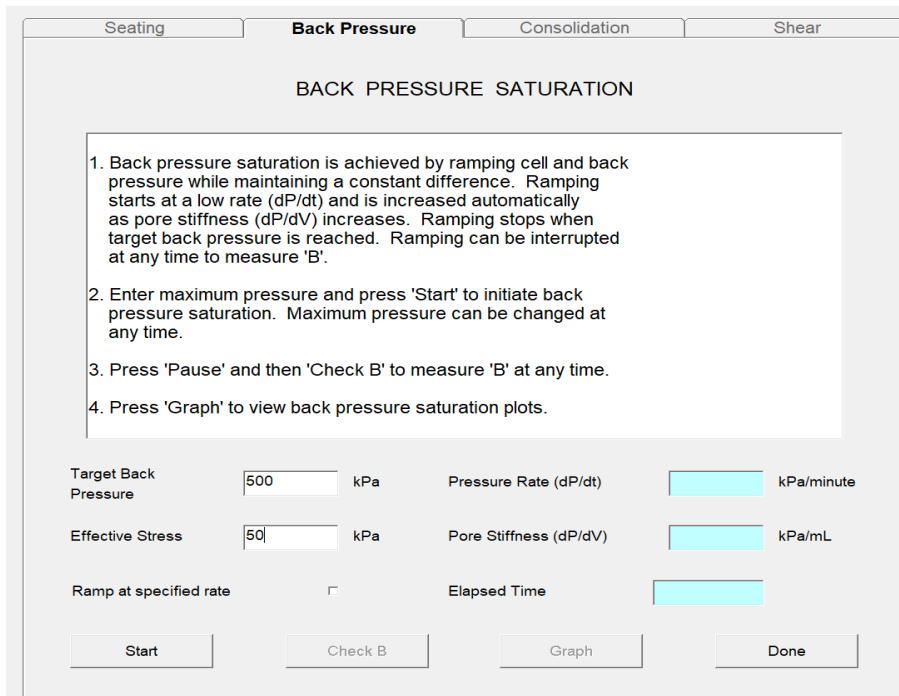 Seating
Back Pressure
Consolidation
Shear
BACK PRESSURE SATURATION
1. Back pressure saturation is achieved by ramping cell and back
pressure while maintaining a constant difference. Ramping
starts at a low rate (dP/dt) and is increased automatically
as pore stiffness (dP/dV) increases. Ramping stops when
target back pressure is reached. Ramping can be interrupted
at any time to measure 'B'.
2. Enter maximum pressure and press 'Start' to initiate back
pressure saturation. Maximum pressure can be changed at
any time.
3. Press 'Pause' and then 'Check B' to measure 'B' at any time.
4. Press 'Graph' to view back pressure saturation plots.
Target Back
Pressure
500
kPa
Pressure Rate (dP/dt)
kPa/minute
Effective Stress
50
kPa
Pore Stiffness (dP/dV)
kPa/mL
Ramp at specified rate
Elapsed Time
Start
Check B
Graph
Done